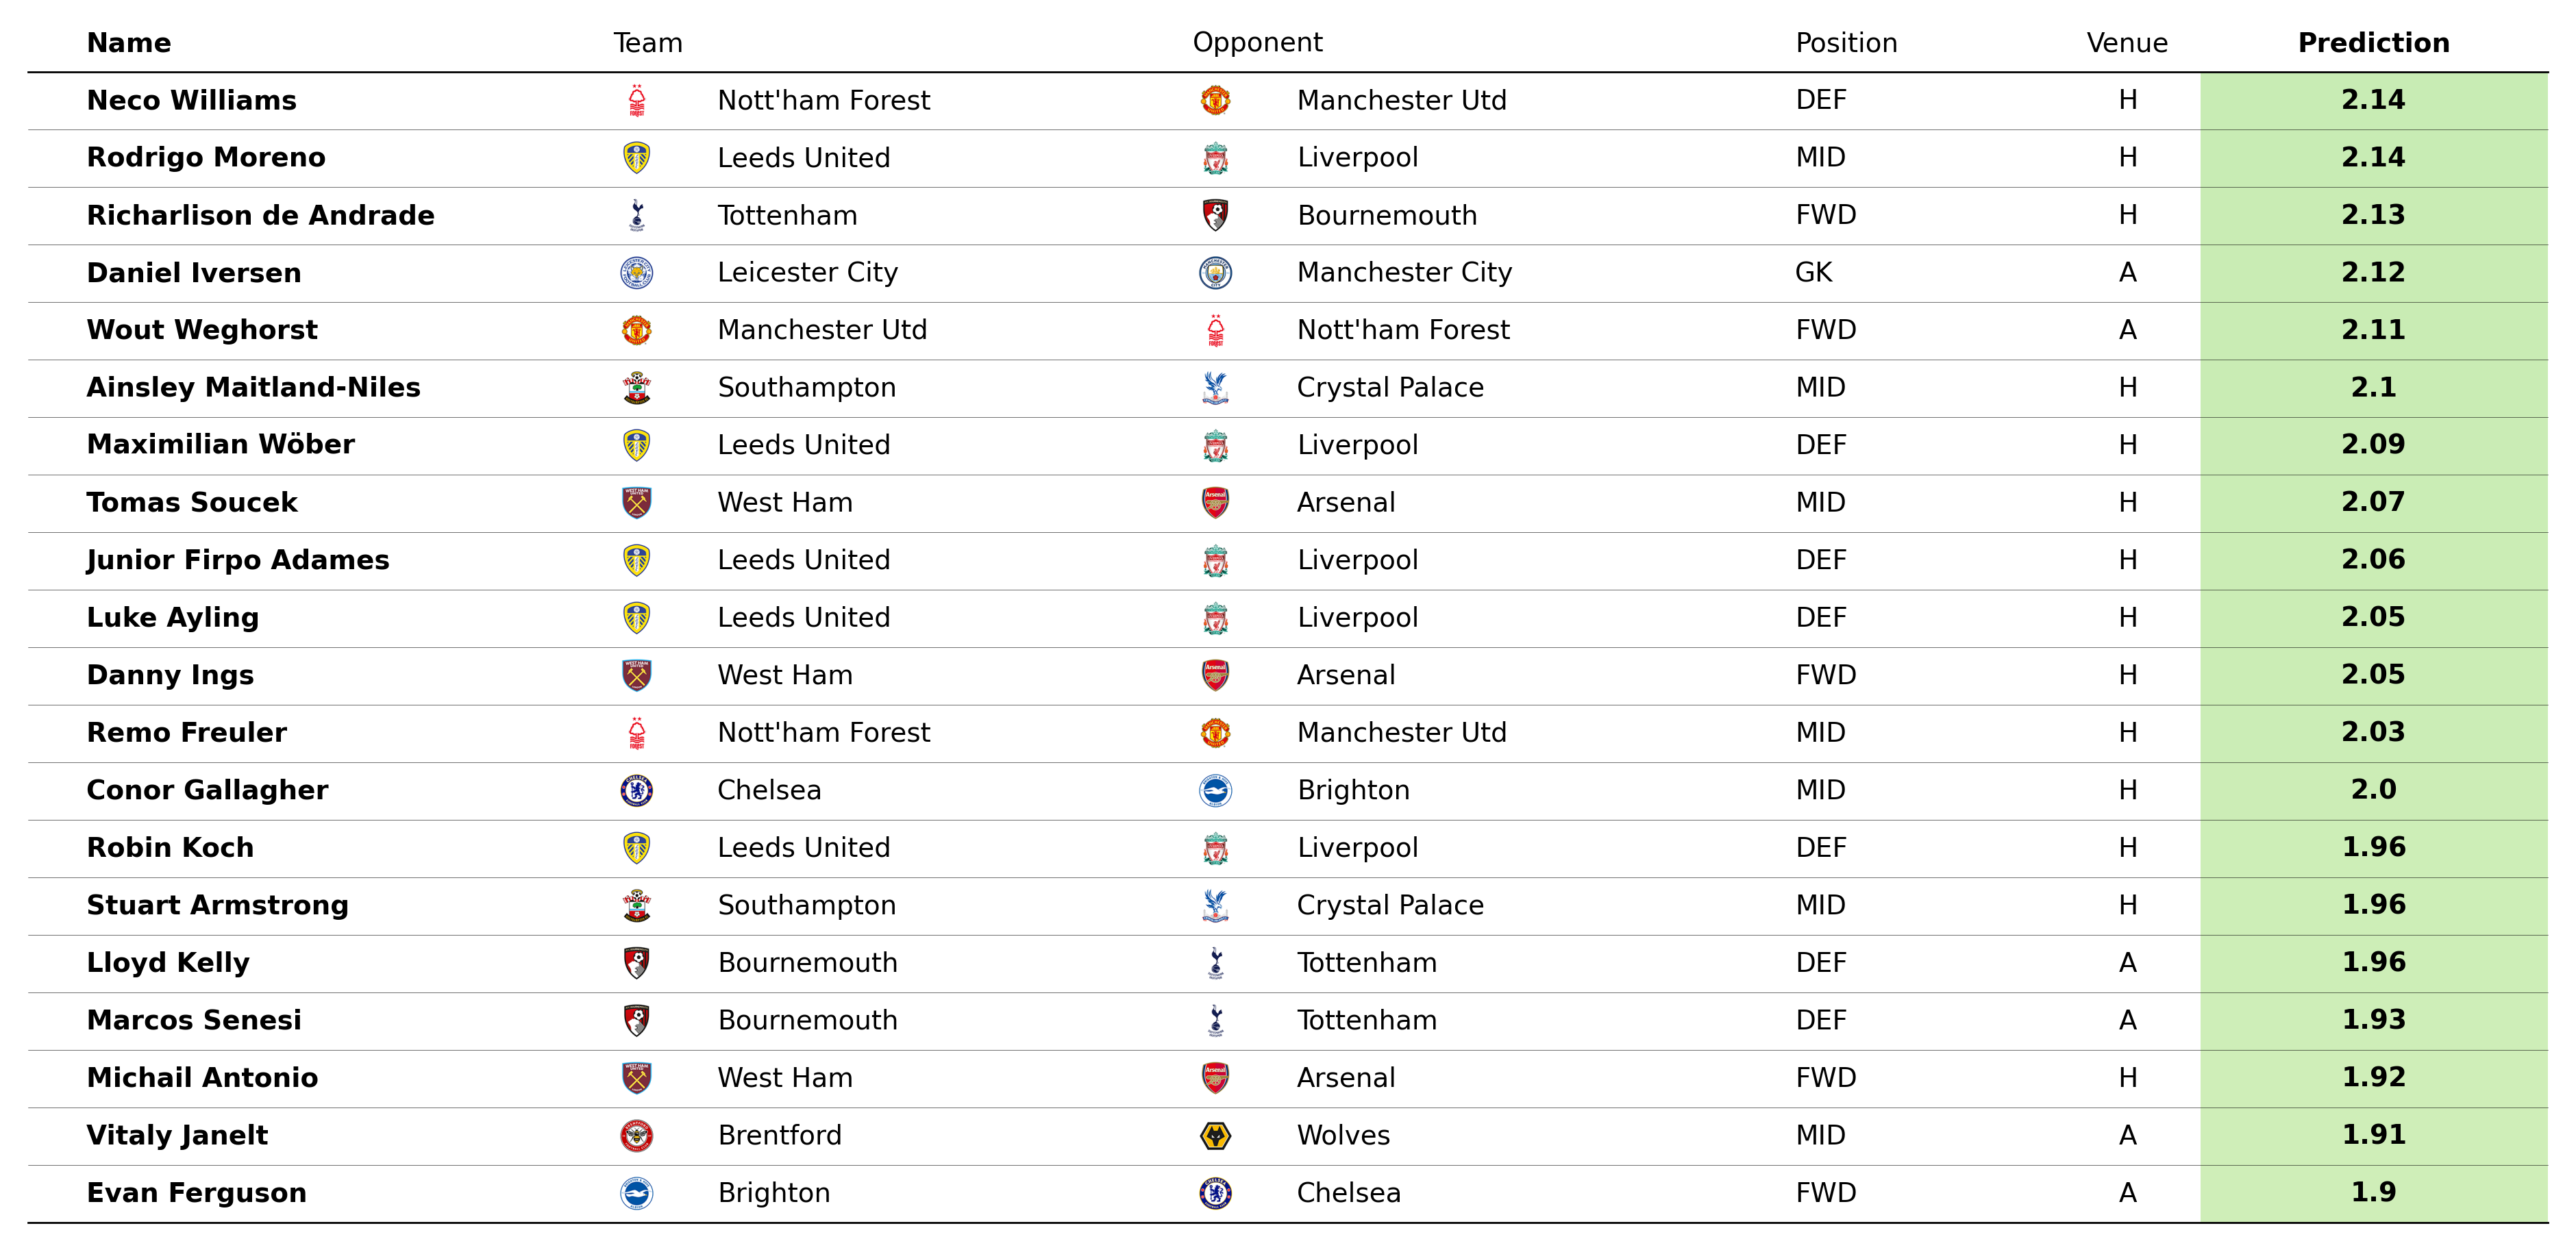 Name Team Opponent Position Venue Prediction
Neco Williams Nott'ham Forest Manchester Utd DEF H 2.14
Rodrigo Moreno Leeds United Liverpool MID H 2.14
Richarlison de Andrade Tottenham Bournemouth FWD H 2.13
Daniel Iversen Leicester City Manchester City GK A 2.12
Wout Weghorst Manchester Utd Nott'ham Forest FWD A 2.11
Ainsley Maitland-Niles Southampton Crystal Palace MID H 2.1
Maximilian Wöber Leeds United Liverpool DEF H 2.09
Tomas Soucek West Ham Arsenal MID H 2.07
Junior Firpo Adames Leeds United Liverpool DEF H 2.06
Luke Ayling Leeds United Liverpool DEF H 2.05
Danny Ings West Ham Arsenal FWD H 2.05
Remo Freuler Nott'ham Forest Manchester Utd MID H 2.03
Conor Gallagher Chelsea Brighton MID H 2.0
Robin Koch Leeds United Liverpool DEF H 1.96
Stuart Armstrong Southampton Crystal Palace MID H 1.96
Lloyd Kelly Bournemouth Tottenham DEF A 1.96
Marcos Senesi Bournemouth Tottenham DEF A 1.93
Michail Antonio West Ham Arsenal FWD H 1.92
Vitaly Janelt Brentford Wolves MID A 1.91
Evan Ferguson Brighton Chelsea FWD A 1.9